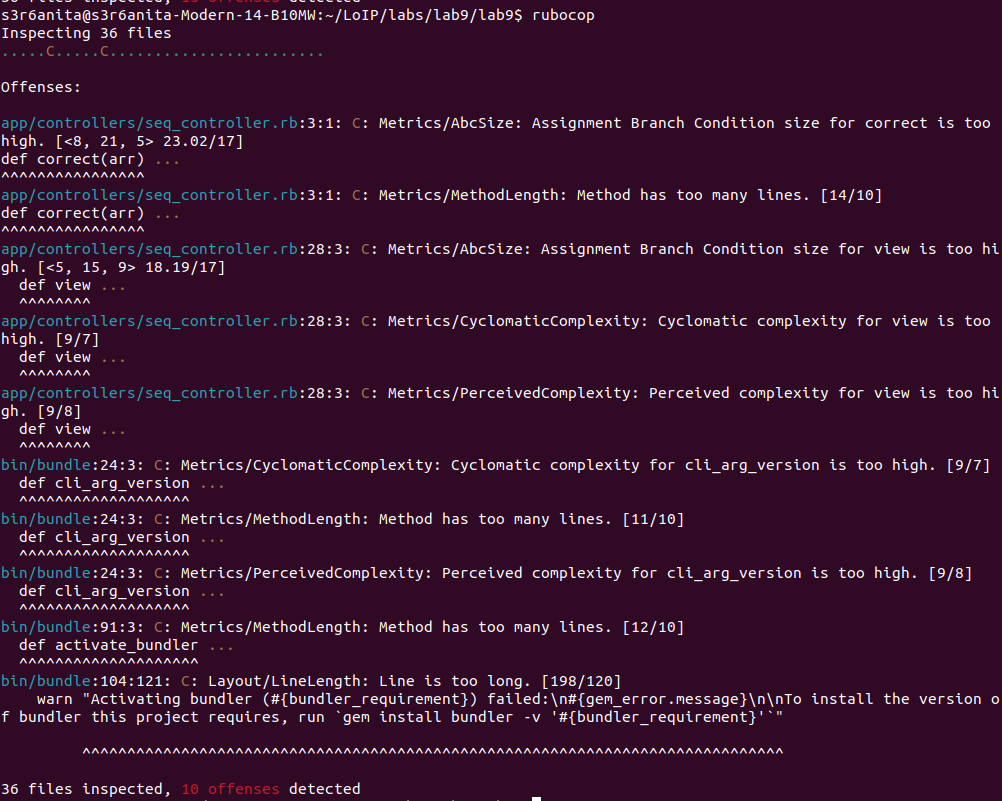 s3r6anita@s3r6anita-Modern-14-B10MW:~/LoIP/labs/lab9/lab9$ rubocop
Inspecting 36 files
.....C.....C........................

Offenses:

app/controllers/seq_controller.rb:3:1: C: Metrics/AbcSize: Assignment Branch Condition size for correct is too
high. [<8, 21, 5> 23.02/17]
def correct(arr) ...
^^^^^^^^^^^^^^^^
app/controllers/seq_controller.rb:3:1: C: Metrics/MethodLength: Method has too many lines. [14/10]
def correct(arr) ...
^^^^^^^^^^^^^^^^
app/controllers/seq_controller.rb:28:3: C: Metrics/AbcSize: Assignment Branch Condition size for view is too hi
gh. [<5, 15, 9> 18.19/17]
  def view ...
  ^^^^^^^^
app/controllers/seq_controller.rb:28:3: C: Metrics/CyclomaticComplexity: Cyclomatic complexity for view is too
high. [9/7]
  def view ...
  ^^^^^^^^
app/controllers/seq_controller.rb:28:3: C: Metrics/PerceivedComplexity: Perceived complexity for view is too hi
gh. [9/8]
  def view ...
  ^^^^^^^^
bin/bundle:24:3: C: Metrics/CyclomaticComplexity: Cyclomatic complexity for cli_arg_version is too high. [9/7]
  def cli_arg_version ...
  ^^^^^^^^^^^^^^^^^^^
bin/bundle:24:3: C: Metrics/MethodLength: Method has too many lines. [11/10]
  def cli_arg_version ...
  ^^^^^^^^^^^^^^^^^^^
bin/bundle:24:3: C: Metrics/PerceivedComplexity: Perceived complexity for cli_arg_version is too high. [9/8]
  def cli_arg_version ...
  ^^^^^^^^^^^^^^^^^^^
bin/bundle:91:3: C: Metrics/MethodLength: Method has too many lines. [12/10]
  def activate_bundler ...
  ^^^^^^^^^^^^^^^^^^^^
bin/bundle:104:121: C: Layout/LineLength: Line is too long. [198/120]
    warn "Activating bundler (#{bundler_requirement}) failed:\n#{gem_error.message}\n\nTo install the version o
f bundler this project requires, run `gem install bundler -v '#{bundler_requirement}'`"

         ^^^^^^^^^^^^^^^^^^^^^^^^^^^^^^^^^^^^^^^^^^^^^^^^^^^^^^^^^^^^^^^^^^^^^^^^^^^^^^

36 files inspected, 10 offenses detected